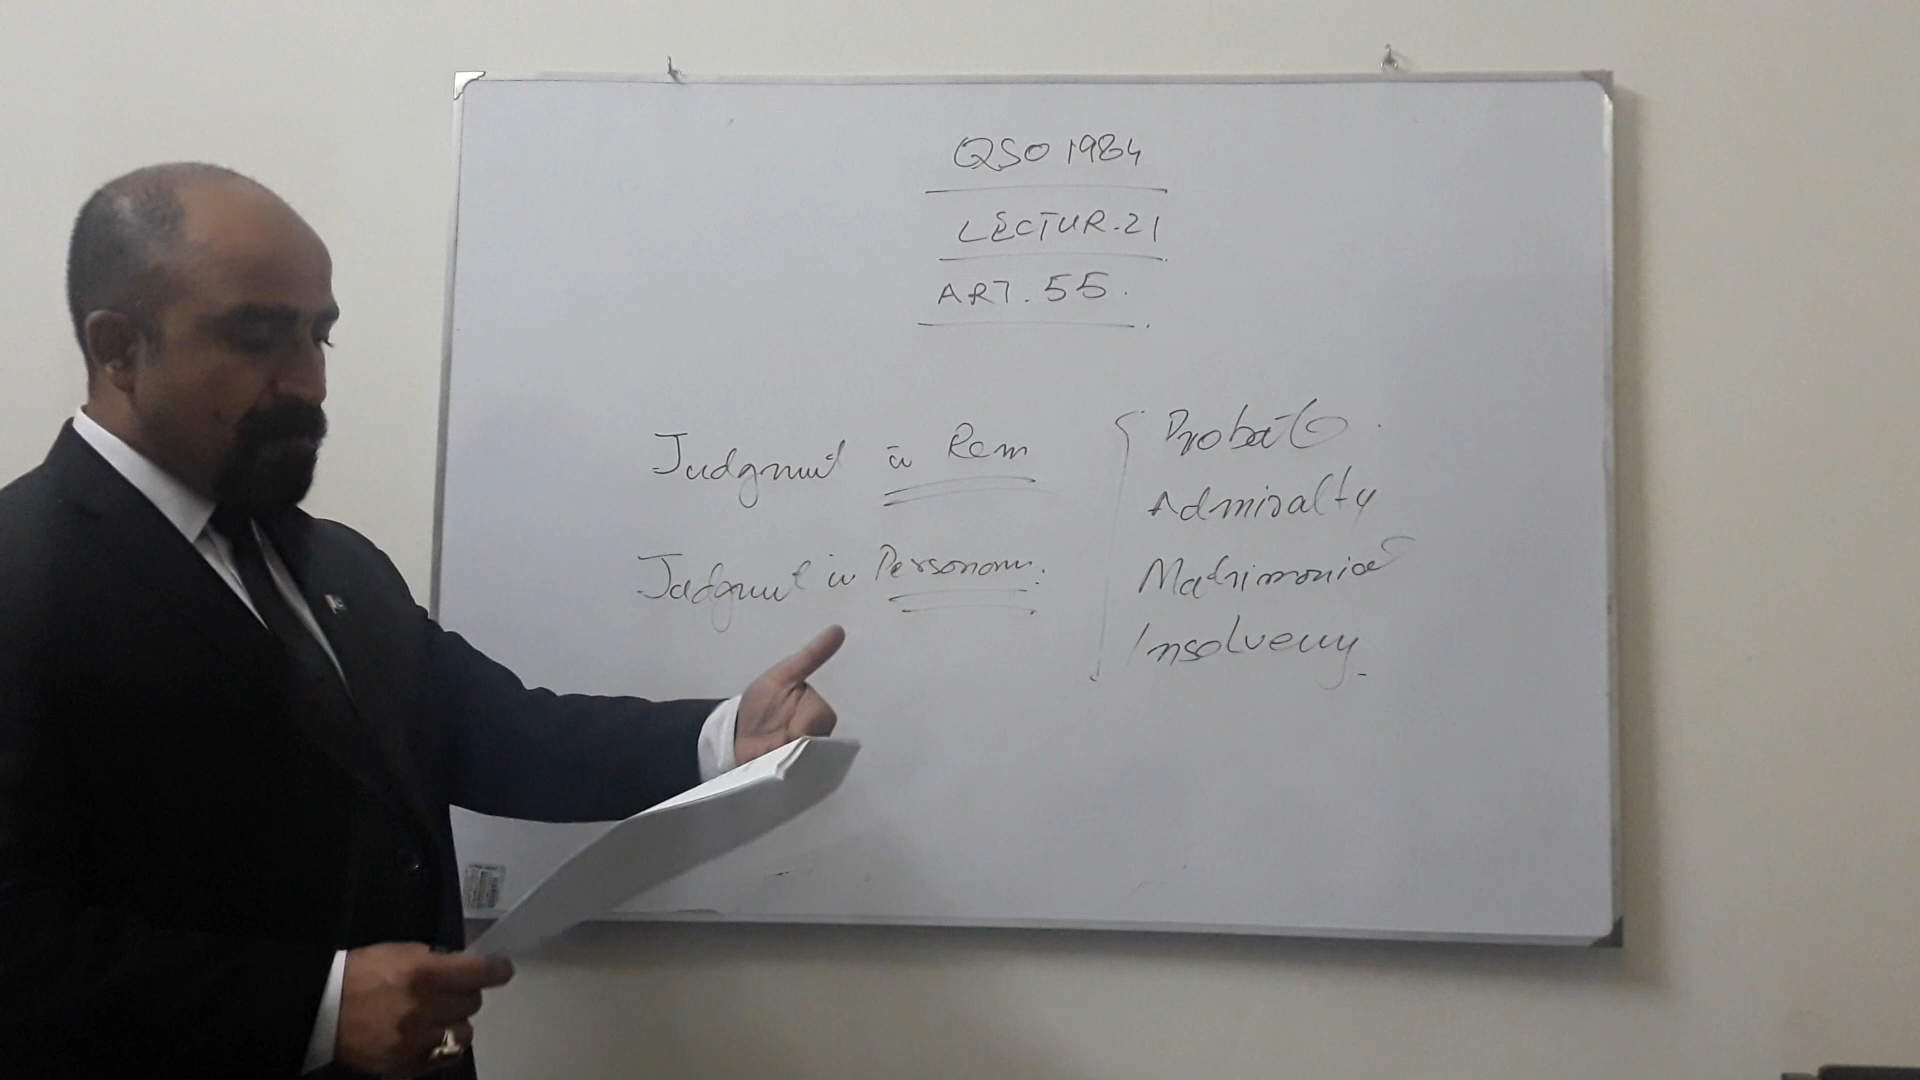 QSO 1984
LECTUR.21
ART. 55.
Judgment in Rem
Judgment in Personam.
Probate
Admiralty
Matrimonial
Insolvency